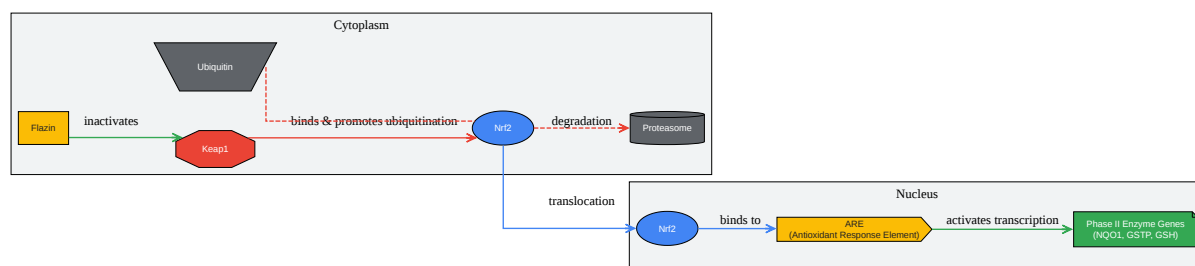 Cytoplasm
Ubiquitin
Flazin
inactivates
Keap1
binds & promotes ubiquitination
Nrf2
degradation
Proteasome
translocation
Nucleus
Nrf2
binds to
ARE
(Antioxidant Response Element)
activates transcription
Phase II Enzyme Genes
(NQO1, GSTP, GSH)